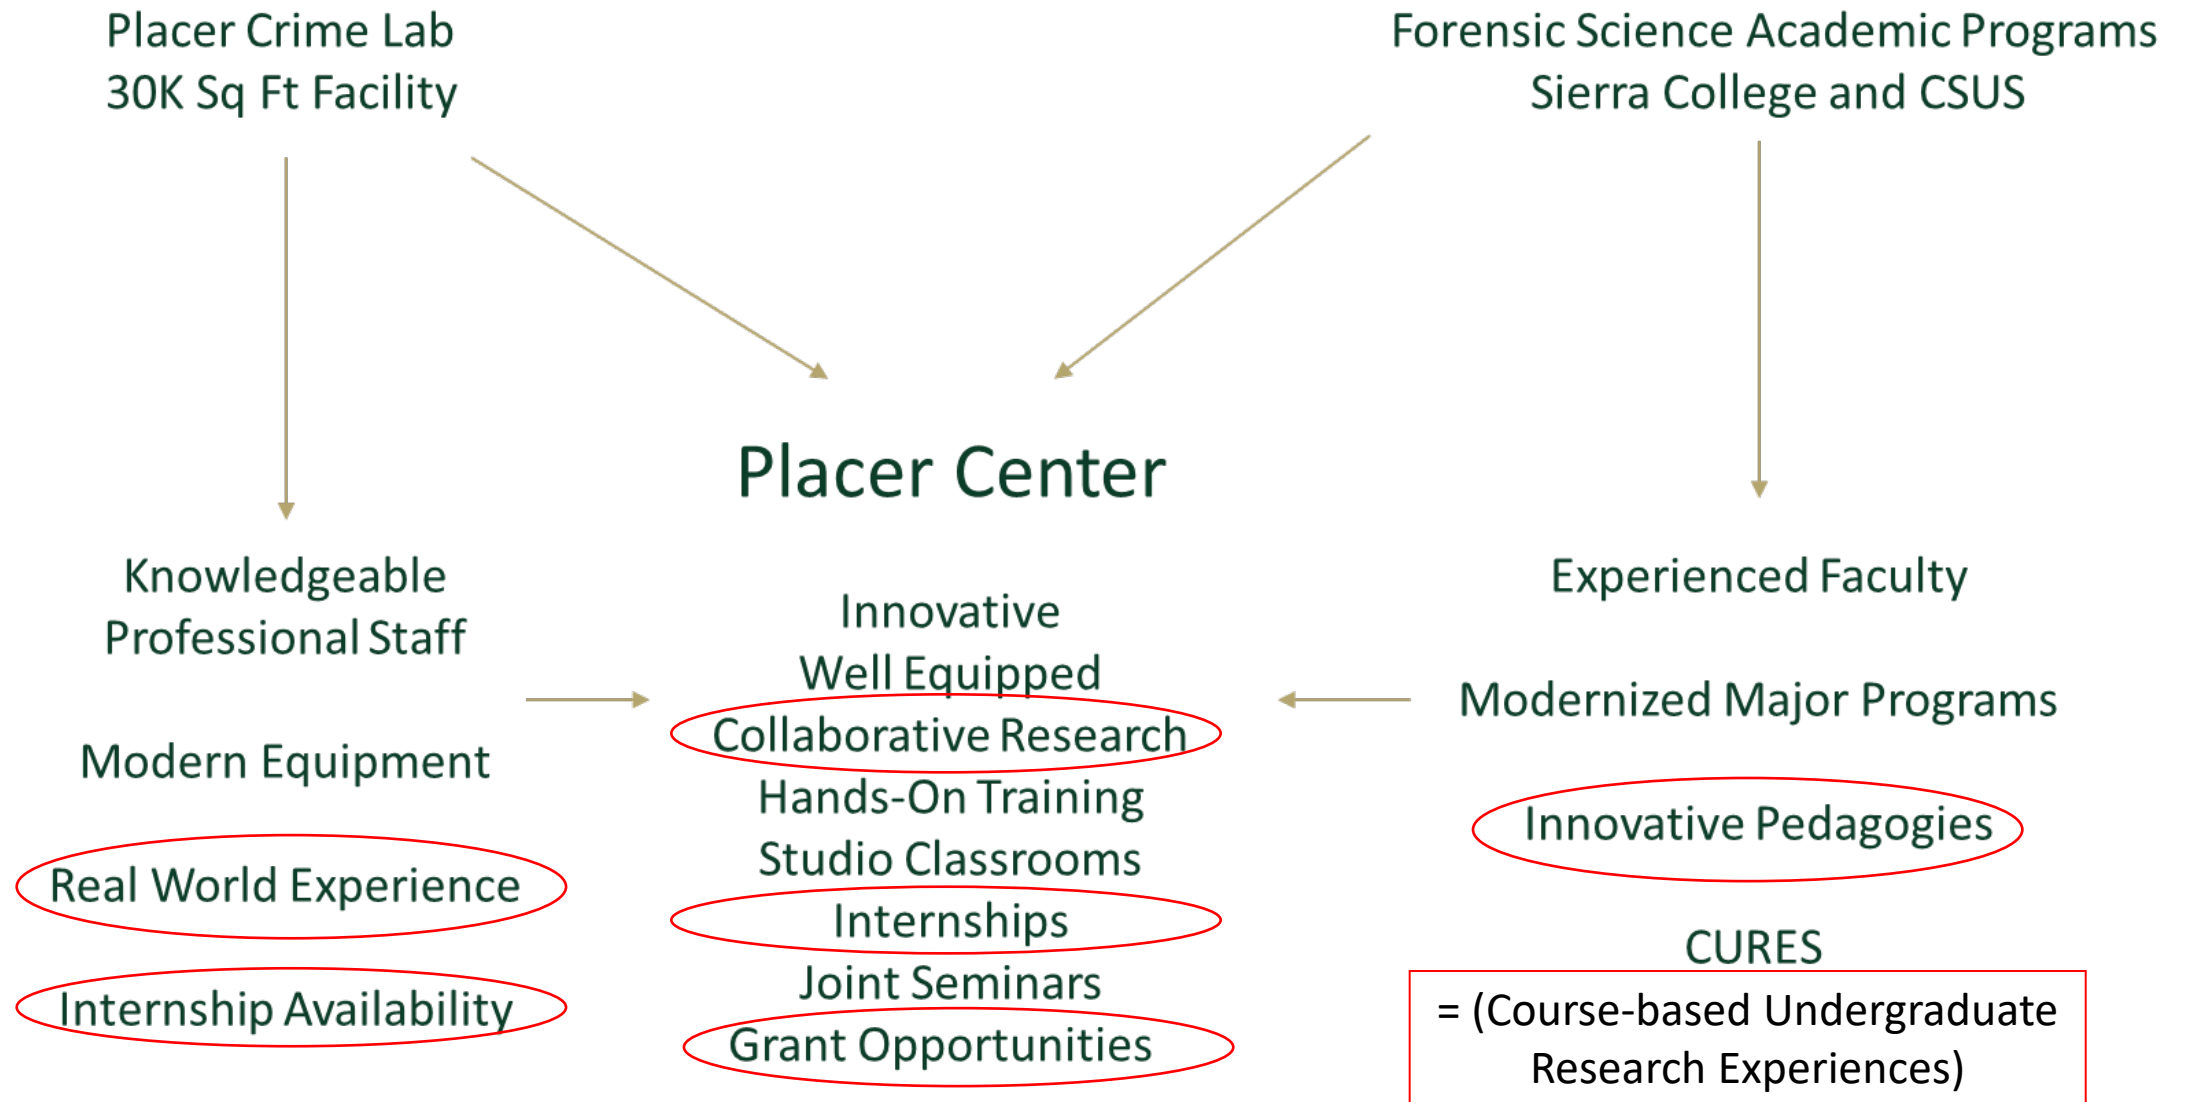 Placer Crime Lab
30K Sq Ft Facility
Forensic Science Academic Programs
Sierra College and CSUS
Placer Center
Knowledgeable
Professional Staff
Modern Equipment
Real World Experience
Internship Availability
Innovative
Well Equipped
Collaborative Research
Hands-On Training
Studio Classrooms
Internships
Joint Seminars
Grant Opportunities
Experienced Faculty
Modernized Major Programs
Innovative Pedagogies
CURES
= (Course-based Undergraduate
Research Experiences)